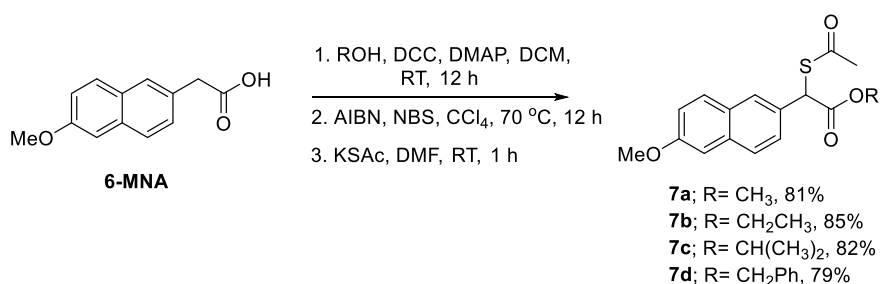 1. ROH, DCC, DMAP, DCM,
RT, 12 h
2. AIBN, NBS, CCl4, 70 °C, 12 h
3. KSAc, DMF, RT, 1 h
OH
O
MeO
6-MNA
O
S
OR
O
MeO
7a; R= CH3, 81%
7b; R= CH2CH3, 85%
7c; R= CH(CH3)2, 82%
7d; R= CH2Ph, 79%